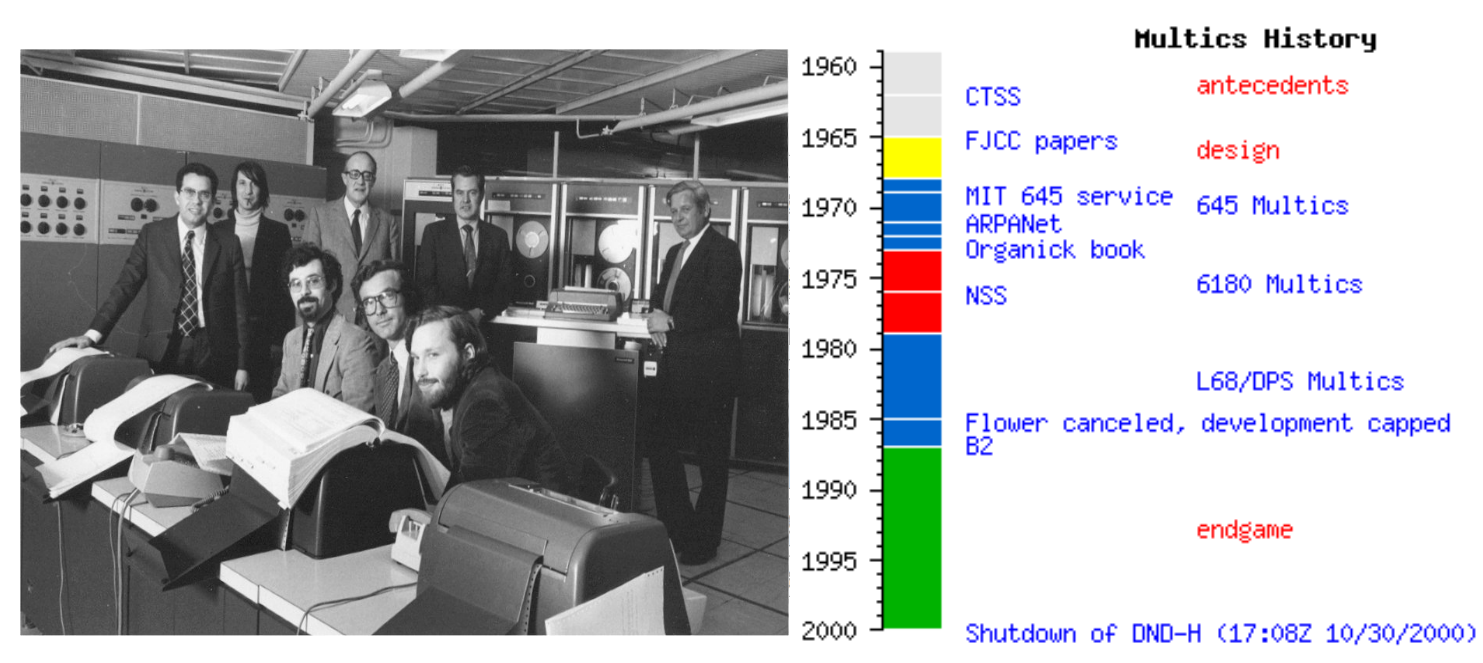 Multics History
1960
antecedents
CTSS
1965
FJCC papers
design
MIT 645 service
645 Multics
1970
ARPANet
Organick book
1975
6180 Multics
NSS
1980
L68/DPS Multics
1985
Flower canceled, development capped
B2
1990
endgame
1995
2000
Shutdown of DND-H (17:08Z 10/30/2000)